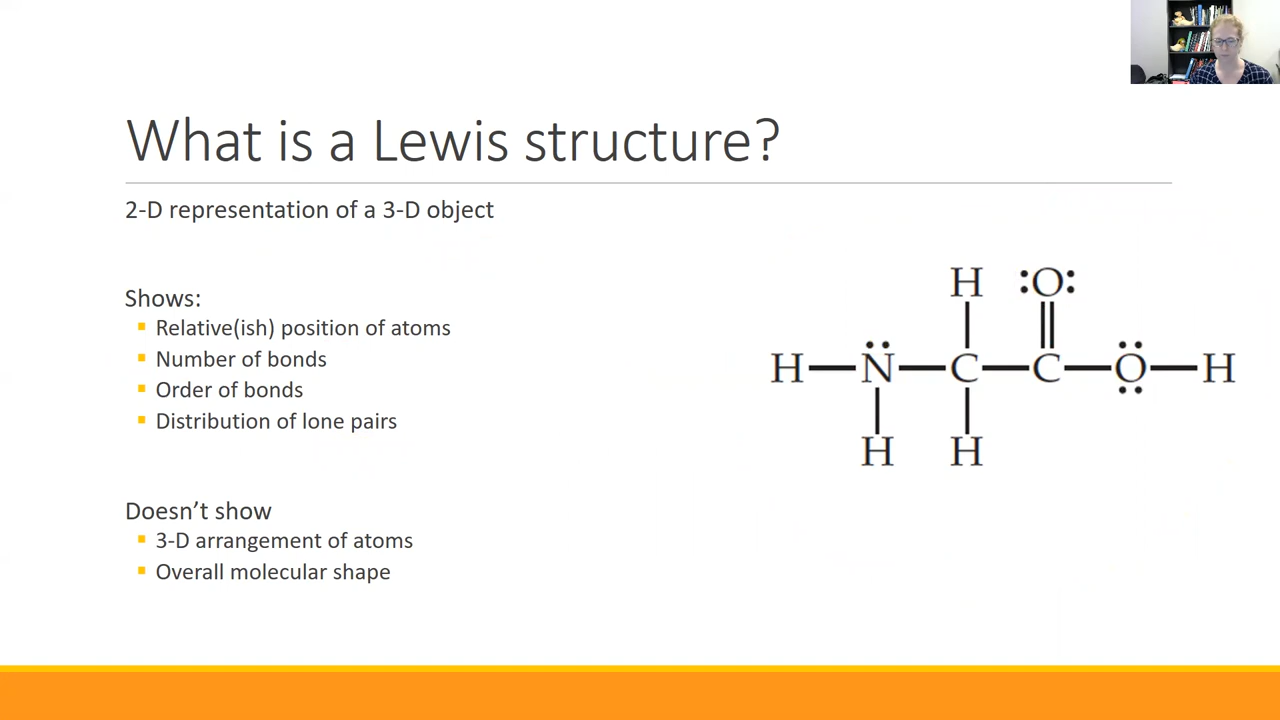 What is a Lewis structure?
2-D representation of a 3-D object
Shows:
▪ Relative(ish) position of atoms
▪ Number of bonds
▪ Order of bonds
▪ Distribution of lone pairs
Doesn’t show
▪ 3-D arrangement of atoms
▪ Overall molecular shape
H :O:
H—N—C—C—O—H
H H